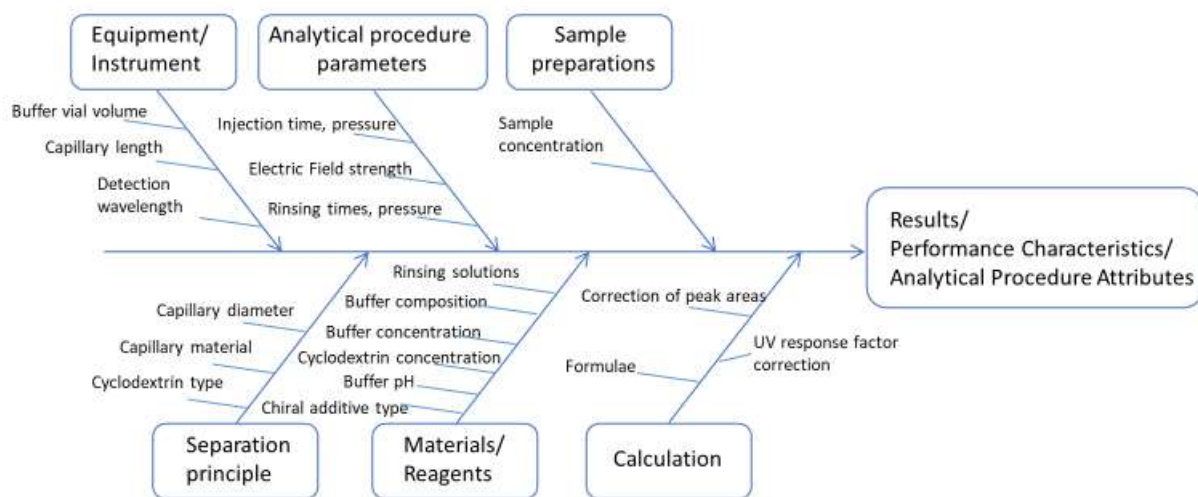 Equipment/
Instrument
Analytical procedure
parameters
Sample
preparations
Buffer vial volume
Capillary length
Detection
wavelength
Injection time, pressure
Electric Field strength
Rinsing times, pressure
Sample
concentration
Results/
Performance Characteristics/
Analytical Procedure Attributes
Capillary diameter
Capillary material
Cyclodextrin type
Rinsing solutions
Buffer composition
Buffer concentration
Cyclodextrin concentration
Buffer pH
Chiral additive type
Correction of peak areas
Formulae
UV response factor
correction
Separation
principle
Materials/
Reagents
Calculation